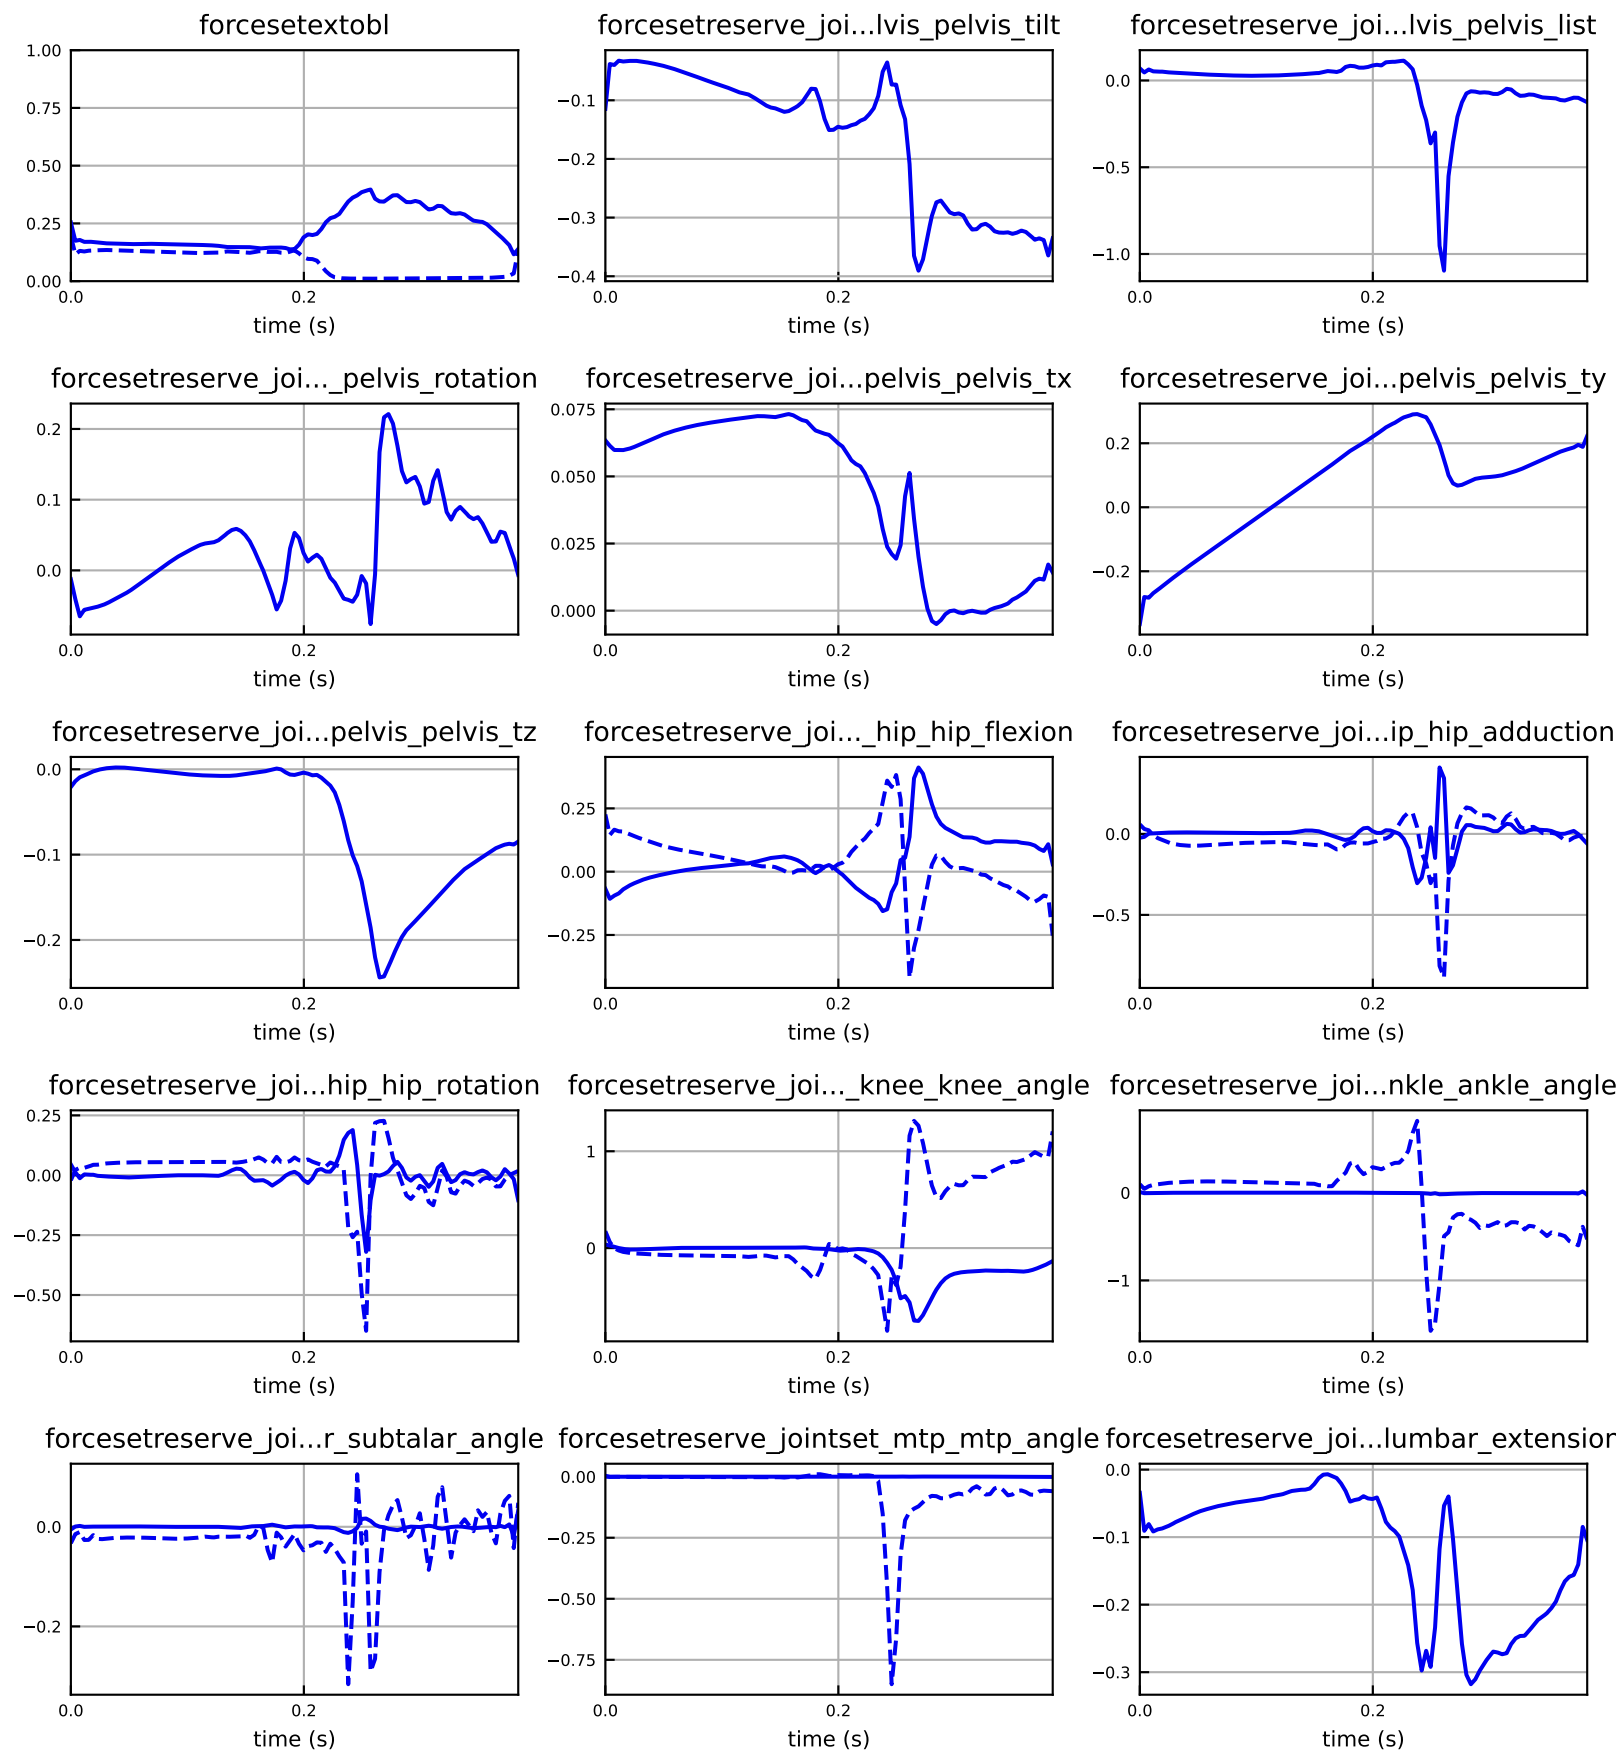 forcesetextobl
1.00
0.75
0.50
0.25
0.00
0.0 0.2
time (s)
forcesetreserve_joi...lvis_pelvis_tilt
−0.1
−0.2
−0.3
−0.4
0.0 0.2
time (s)
forcesetreserve_joi...lvis_pelvis_list
0.0
−0.5
−1.0
0.0 0.2
time (s)
forcesetreserve_joi..._pelvis_rotation
0.2
0.1
0.0
0.0 0.2
time (s)
forcesetreserve_joi...pelvis_pelvis_tx
0.075
0.050
0.025
0.000
0.0 0.2
time (s)
forcesetreserve_joi...pelvis_pelvis_ty
0.2
0.0
−0.2
0.0 0.2
time (s)
forcesetreserve_joi...pelvis_pelvis_tz
0.0
−0.1
−0.2
0.0 0.2
time (s)
forcesetreserve_joi..._hip_hip_flexion
0.25
0.00
−0.25
0.0 0.2
time (s)
forcesetreserve_joi...ip_hip_adduction
0.0
−0.5
0.0 0.2
time (s)
forcesetreserve_joi...hip_hip_rotation
0.25
0.00
−0.25
−0.50
0.0 0.2
time (s)
forcesetreserve_joi..._knee_knee_angle
1
0
0.0 0.2
time (s)
forcesetreserve_joi...nkle_ankle_angle
0
−1
0.0 0.2
time (s)
forcesetreserve_joi...r_subtalar_angle
0.0
−0.2
0.0 0.2
time (s)
forcesetreserve_jointset_mtp_mtp_angle
0.00
−0.25
−0.50
−0.75
0.0 0.2
time (s)
forcesetreserve_joi...lumbar_extension
0.0
−0.1
−0.2
−0.3
0.0 0.2
time (s)